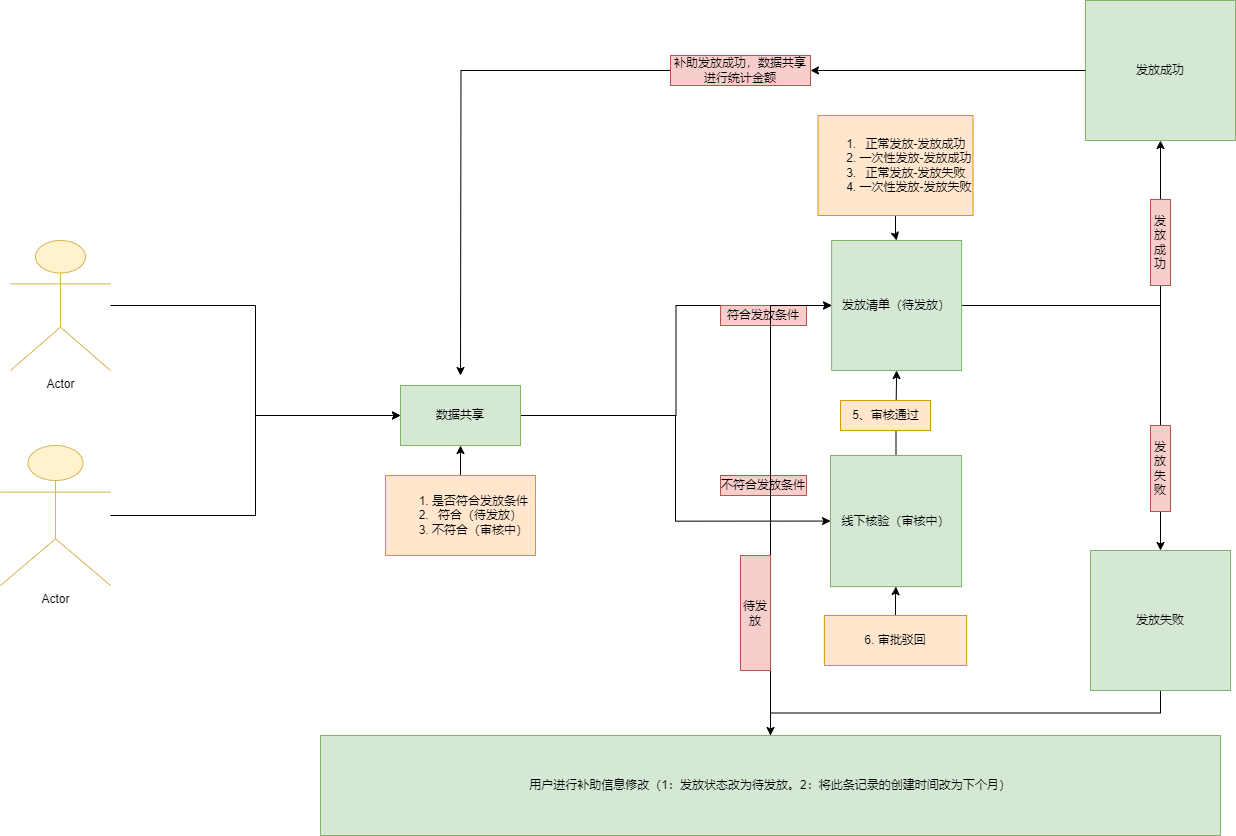 发放成功
补助发放成功，数据共享
进行统计金额
1. 正常发放-发放成功
2. 一次性发放-发放成功
3. 正常发放-发放失败
4. 一次性发放-发放失败
发
放
成
功
符合发放条件
发放清单（待发放）
Actor
数据共享
5、审核通过
发
放
失
败
1. 是否符合发放条件
2. 符合（待发放）
3. 不符合（审核中）
不符合发放条件
线下核验（审核中）
Actor
待发
放
6. 审批驳回
发放失败
用户进行补助信息修改（1：发放状态改为待发放。2：将此条记录的创建时间改为下个月）